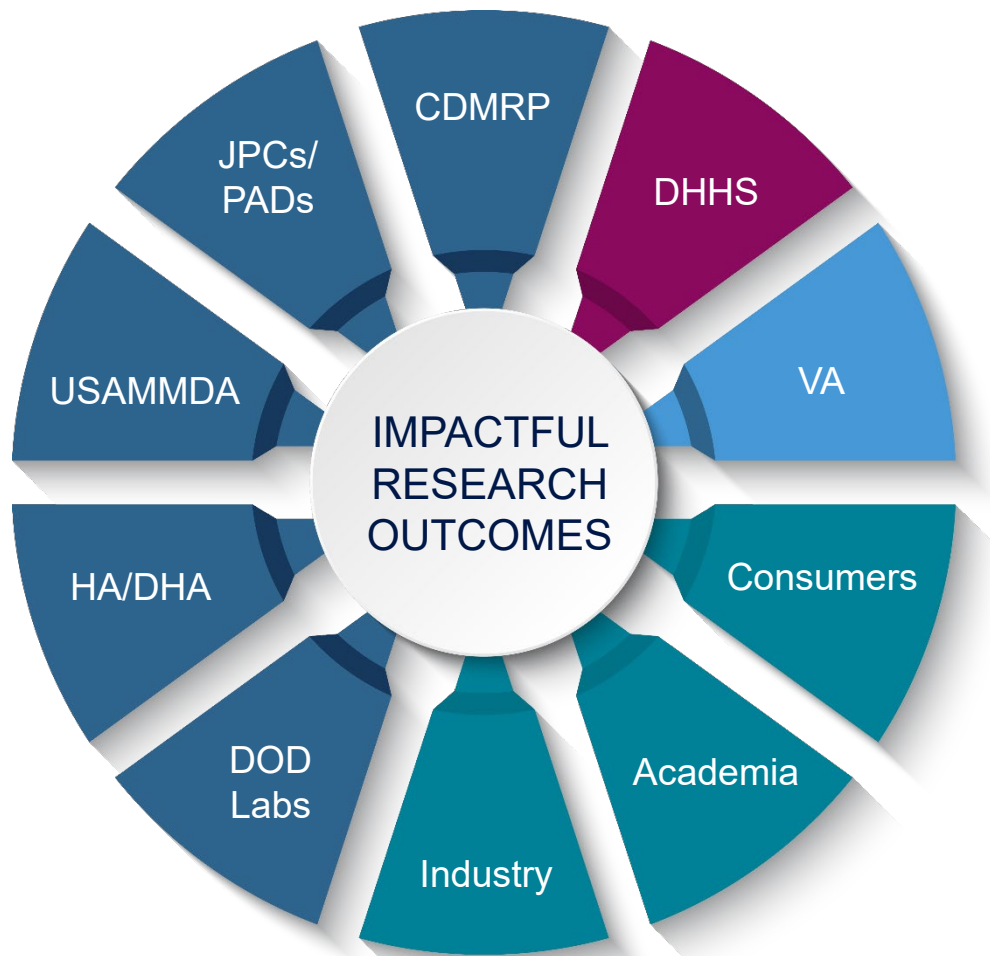 CDMRP
DHHS
VA
Consumers
Academia
Industry
DOD
Labs
HA/DHA
USAMMDA
JPCs/
PADs
IMPACTFUL
RESEARCH
OUTCOMES